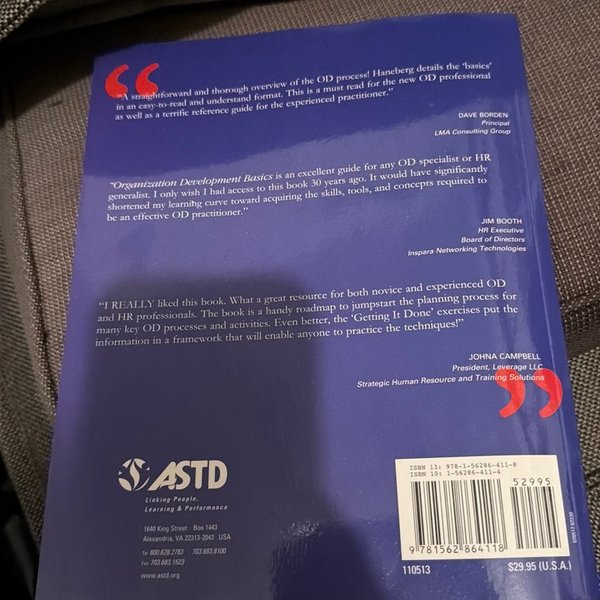 “A straightforward and thorough overview of the OD process! Haneberg details the ‘basics’
in an easy-to-read and understand format. This is a must read for the new OD professional
as well as a terrific reference guide for the experienced practitioner.”
DAVE BORDEN
Principal
LMA Consulting Group
“Organization Development Basics is an excellent guide for any OD specialist or HR
generalist. I only wish I had access to this book 30 years ago. It would have significantly
shortened my learning curve toward acquiring the skills, tools, and concepts required to
be an effective OD practitioner.”
JIM BOOTH
HR Executive
Board of Directors
Inspara Networking Technologies
“I REALLY liked this book. What a great resource for both novice and experienced OD
and HR professionals. The book is a handy roadmap to jumpstart the planning process for
many key OD processes and activities. Even better, the ‘Getting It Done’ exercises put the
information in a framework that will enable anyone to practice the techniques!”
JOHNA CAMPBELL
President, Leverage LLC
Strategic Human Resource and Training Solutions
ASTD
Linking People,
Learning & Performance
1640 King Street Box 1443
Alexandria, VA 22313-2043 USA
Tel 800.628.2783 703.683.8100
Fax 703.683.1523
www.astd.org
ISBN 13: 978-1-56286-411-8
ISBN 10: 1-56286-411-4
52995
9 781562 864118
110513 $29.95 (U.S.A.)